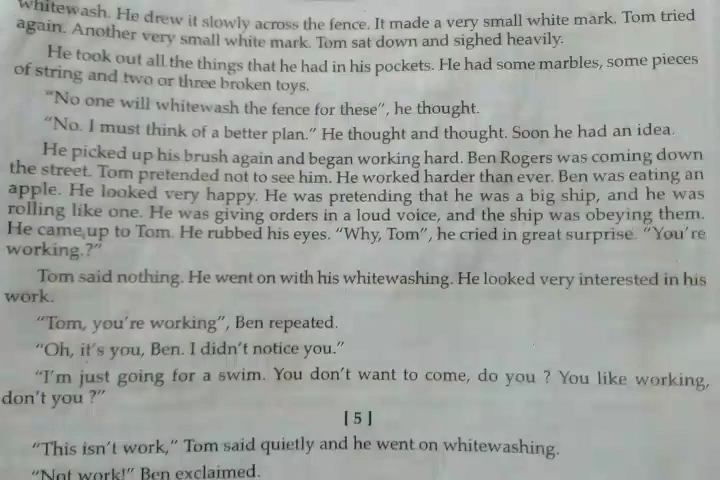 whitewash. He drew it slowly across the fence. It made a very small white mark. Tom tried
again. Another very small white mark. Tom sat down and sighed heavily.
He took out all the things that he had in his pockets. He had some marbles, some pieces
of string and two or three broken toys.
“No one will whitewash the fence for these”, he thought.
“No. I must think of a better plan.” He thought and thought. Soon he had an idea.
He picked up his brush again and began working hard. Ben Rogers was coming down
the street. Tom pretended not to see him. He worked harder than ever. Ben was eating an
apple. He looked very happy. He was pretending that he was a big ship, and he was
rolling like one. He was giving orders in a loud voice, and the ship was obeying them.
He came up to Tom. He rubbed his eyes. “Why, Tom”, he cried in great surprise. “You're
working.?”
Tom said nothing. He went on with his whitewashing. He looked very interested in his
work.
“Tom, you're working”, Ben repeated.
“Oh, it's you, Ben. I didn't notice you.”
“I'm just going for a swim. You don't want to come, do you ? You like working,
don't you ?”
[ 5 ]
“This isn't work,” Tom said quietly and he went on whitewashing.
“Not work!” Ben exclaimed.